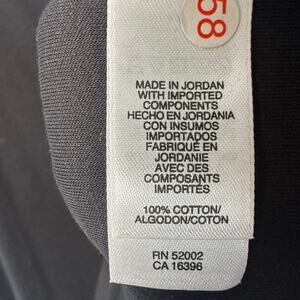 58
MADE IN JORDAN
WITH IMPORTED
COMPONENTS
HECHO EN JORDANIA
CON INSUMOS
IMPORTADOS
FABRIQUÉ EN
JORDANIE
AVEC DES
COMPOSANTS
IMPORTÉS
100% COTTON/
ALGODON/COTON
RN 52002
CA 16396